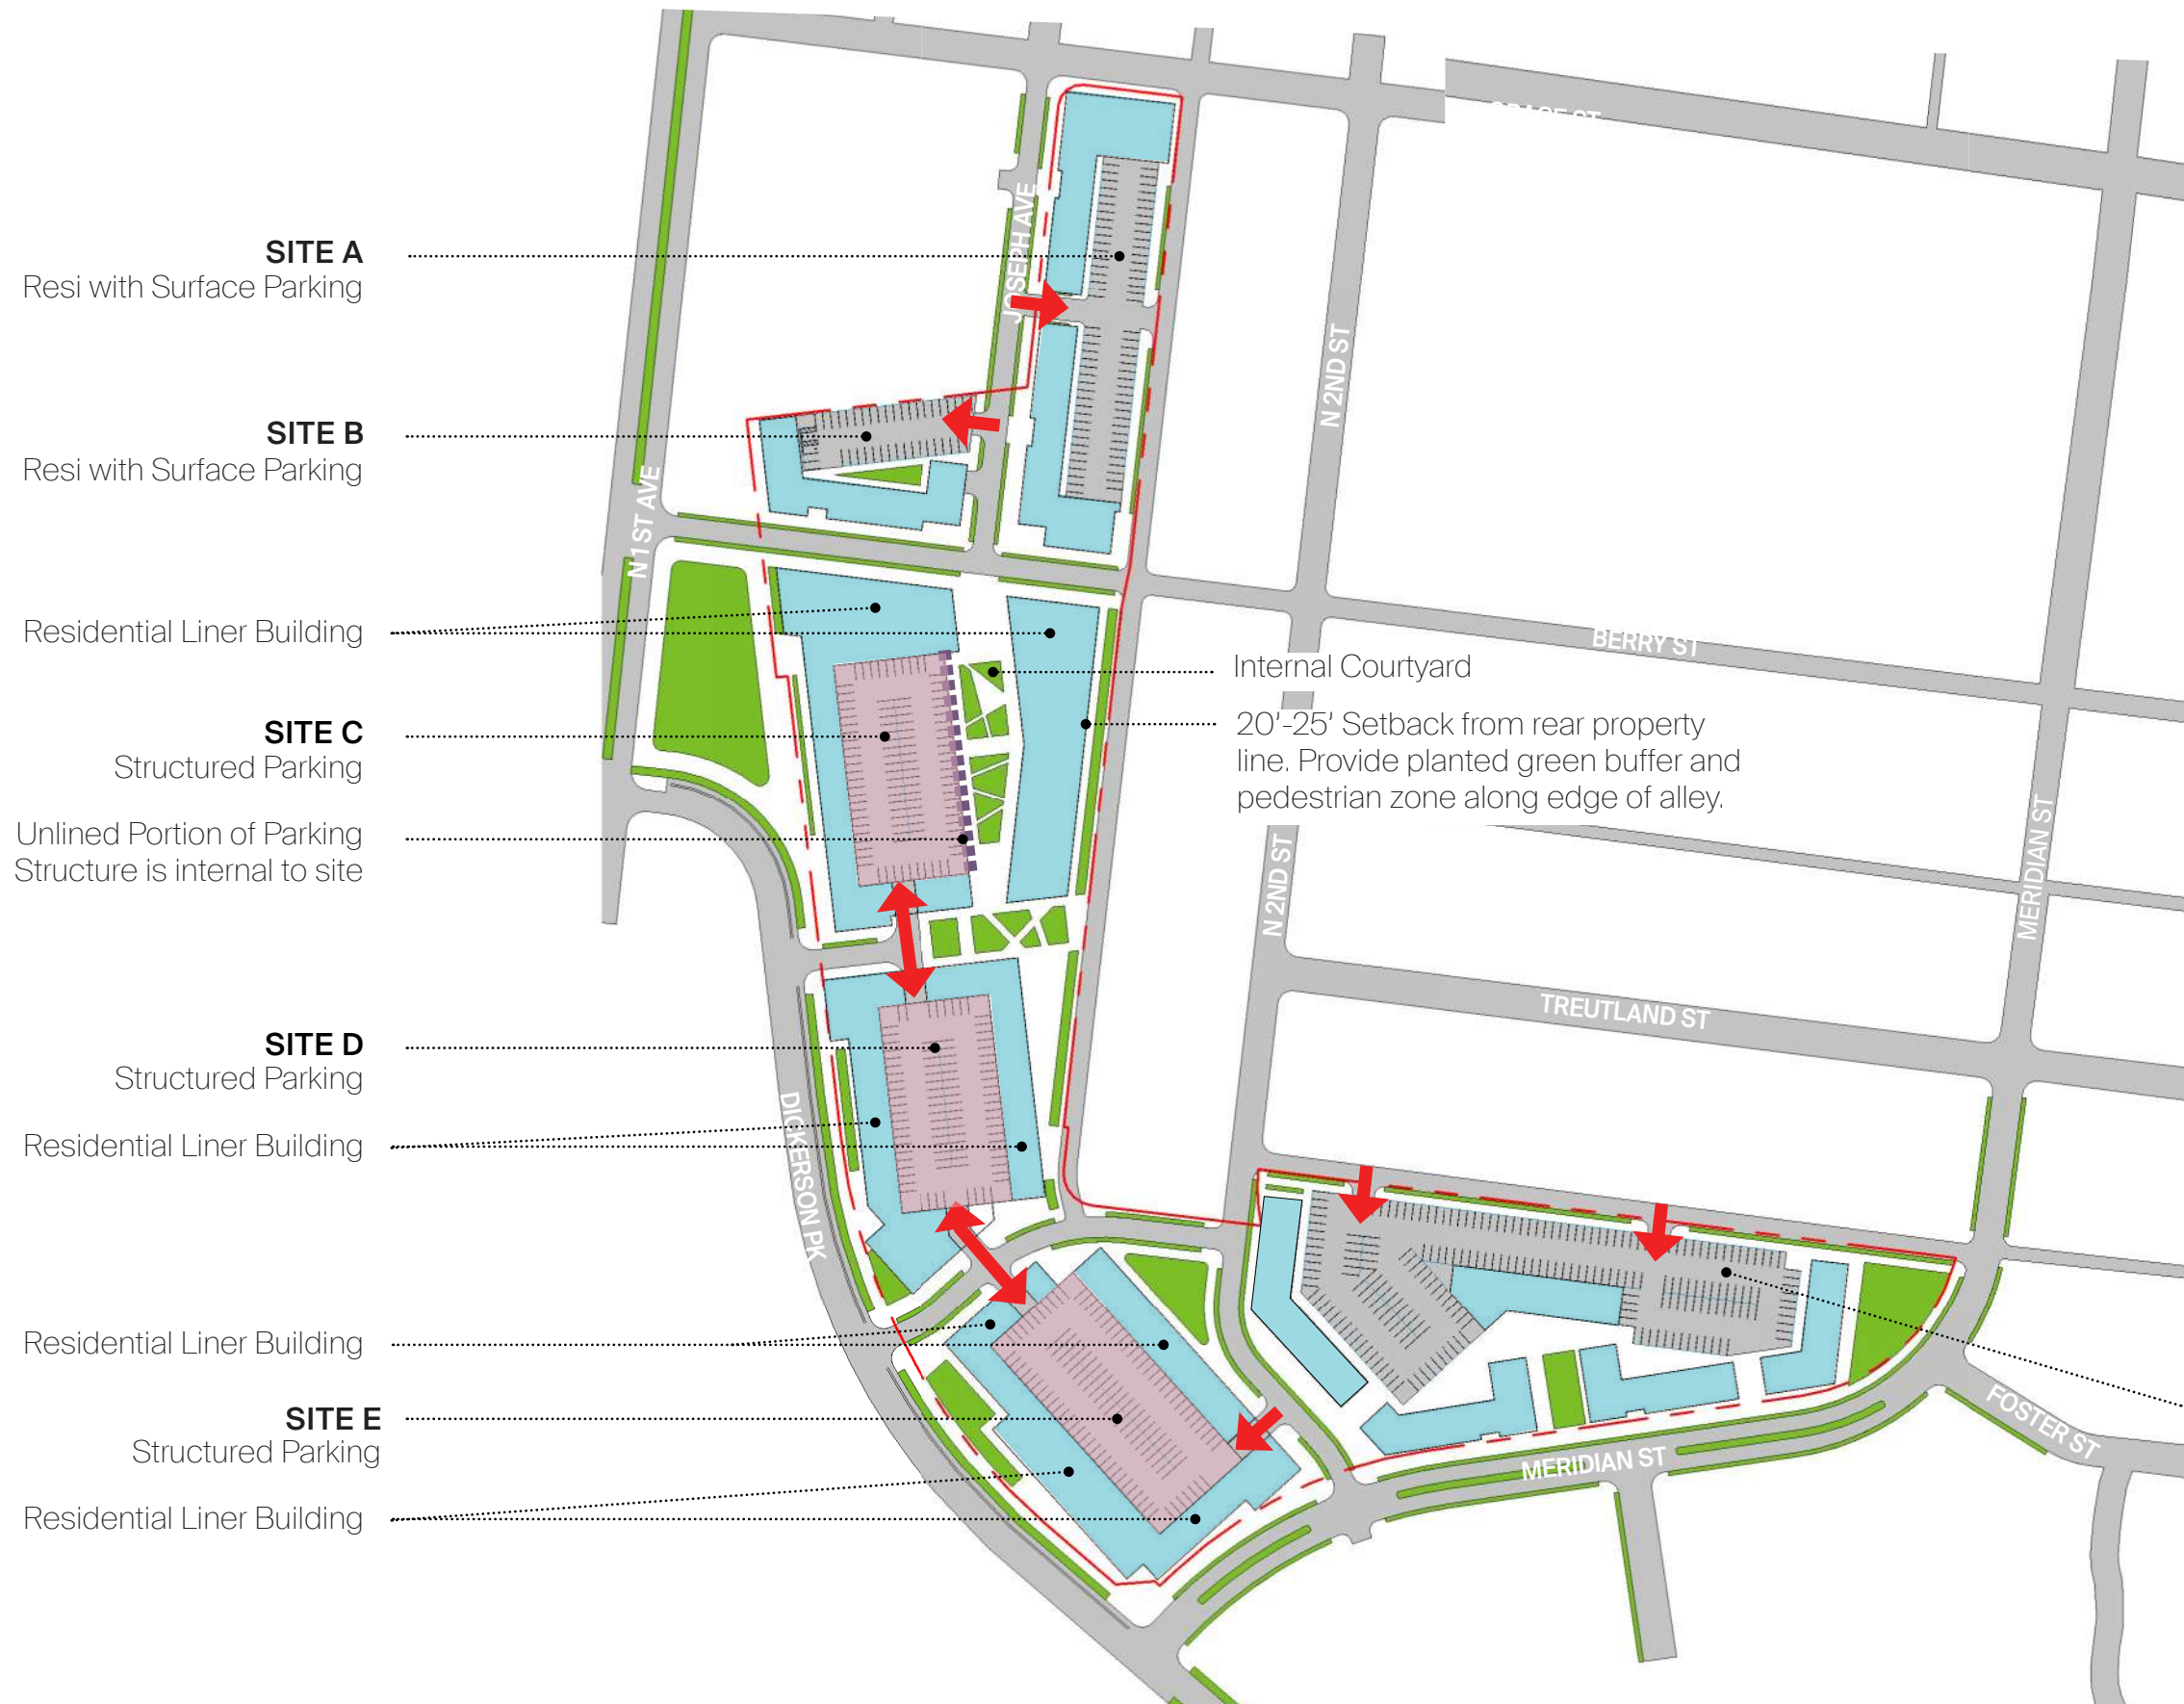 SITE A
Resi with Surface Parking
SITE B
Resi with Surface Parking
Residential Liner Building
SITE C
Structured Parking
Unlined Portion of Parking
Structure is internal to site
SITE D
Structured Parking
Residential Liner Building
Residential Liner Building
SITE E
Structured Parking
Residential Liner Building
JOSEPH AVE
N 1ST AVE
N 2ND ST
BERRY ST
Internal Courtyard
20'-25' Setback from rear property
line. Provide planted green buffer and
pedestrian zone along edge of alley.
N 2ND ST
MERIDIAN ST
TREUTLAND ST
DICKERSON PK
MERIDIAN ST
FOSTER ST